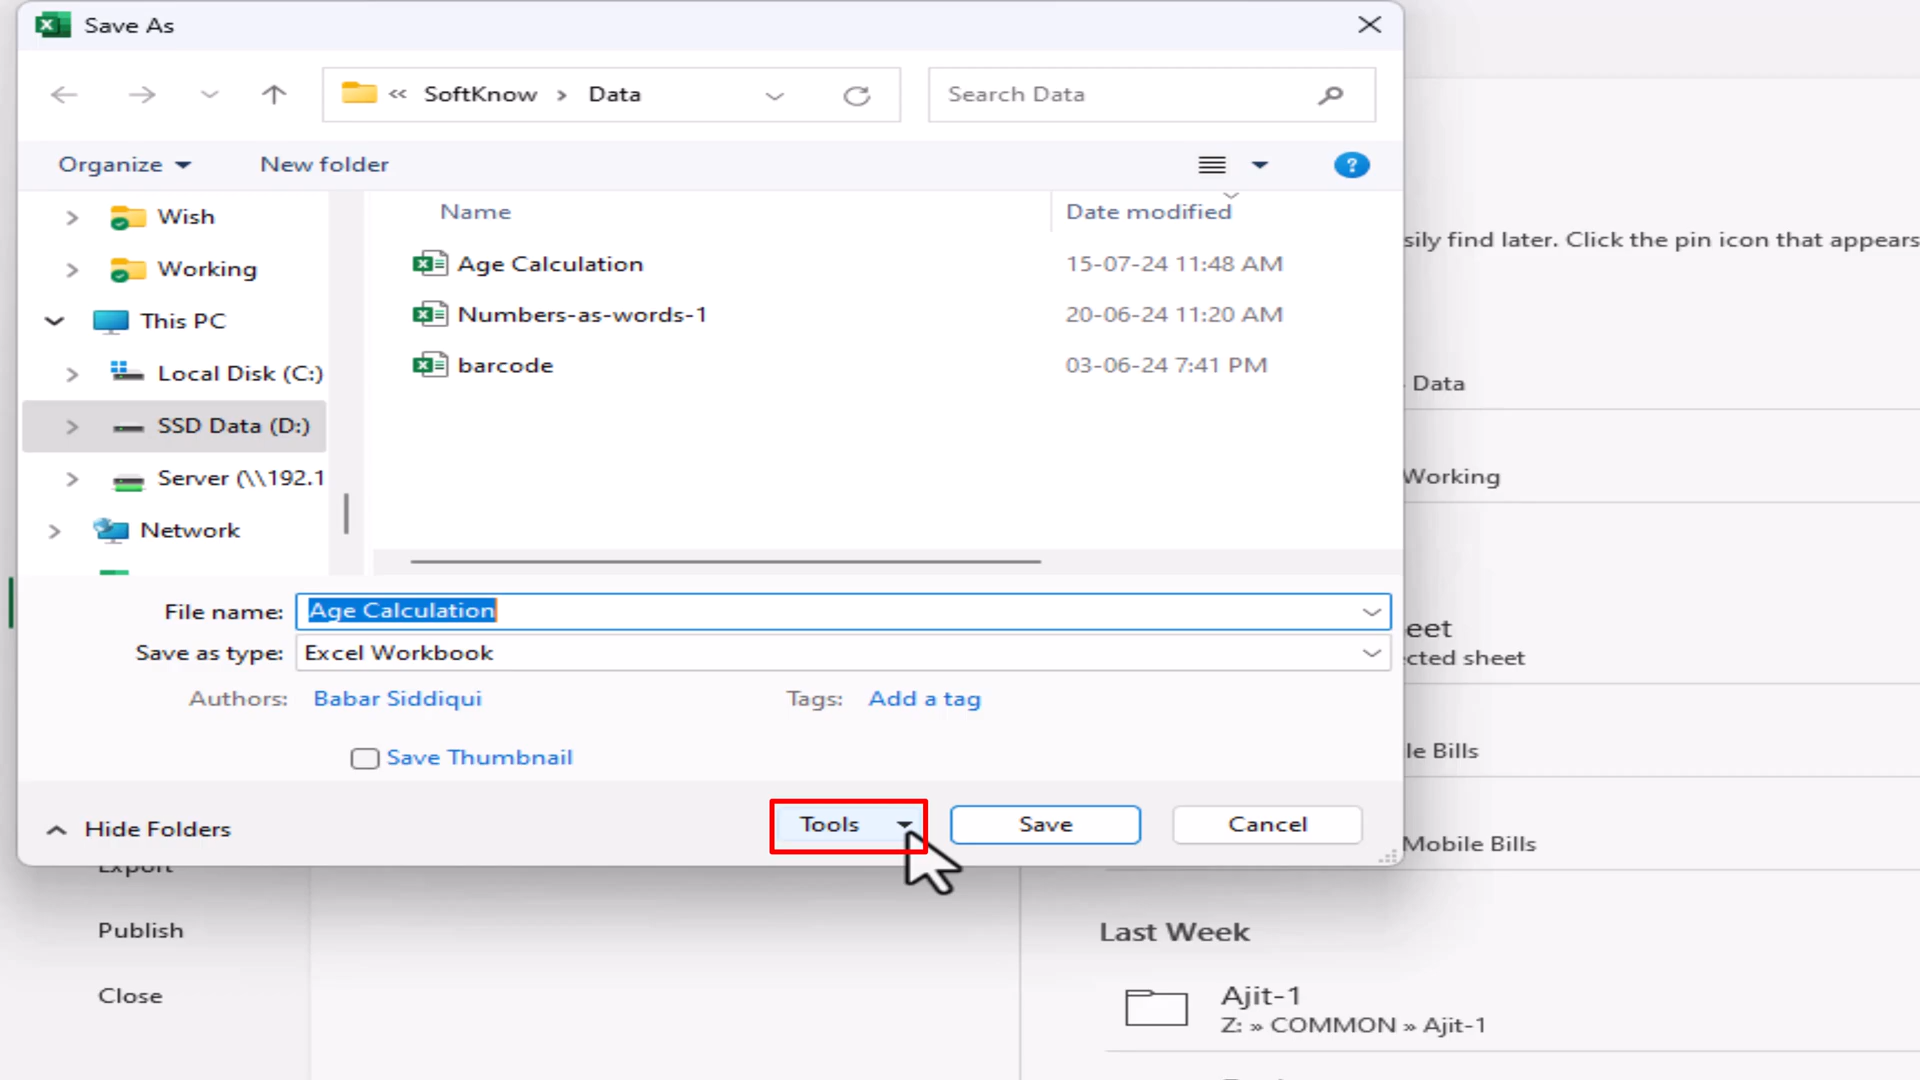 Save As
« SoftKnow › Data
Search Data
Organize
New folder
?
Name
Date modified
Wish
Working
This PC
Local Disk (C:)
SSD Data (D:)
Server (\\192.1
Network
Age Calculation 15-07-24 11:48 AM
Numbers-as-words-1 20-06-24 11:20 AM
barcode 03-06-24 7:41 PM
File name: Age Calculation
Save as type: Excel Workbook
Authors: Babar Siddiqui
Tags: Add a tag
Save Thumbnail
Hide Folders
Tools
Save
Cancel
Export
Publish
Close
sily find later. Click the pin icon that appears
Data
Working
eet
cted sheet
le Bills
Mobile Bills
Last Week
Ajit-1
Z: » COMMON » Ajit-1